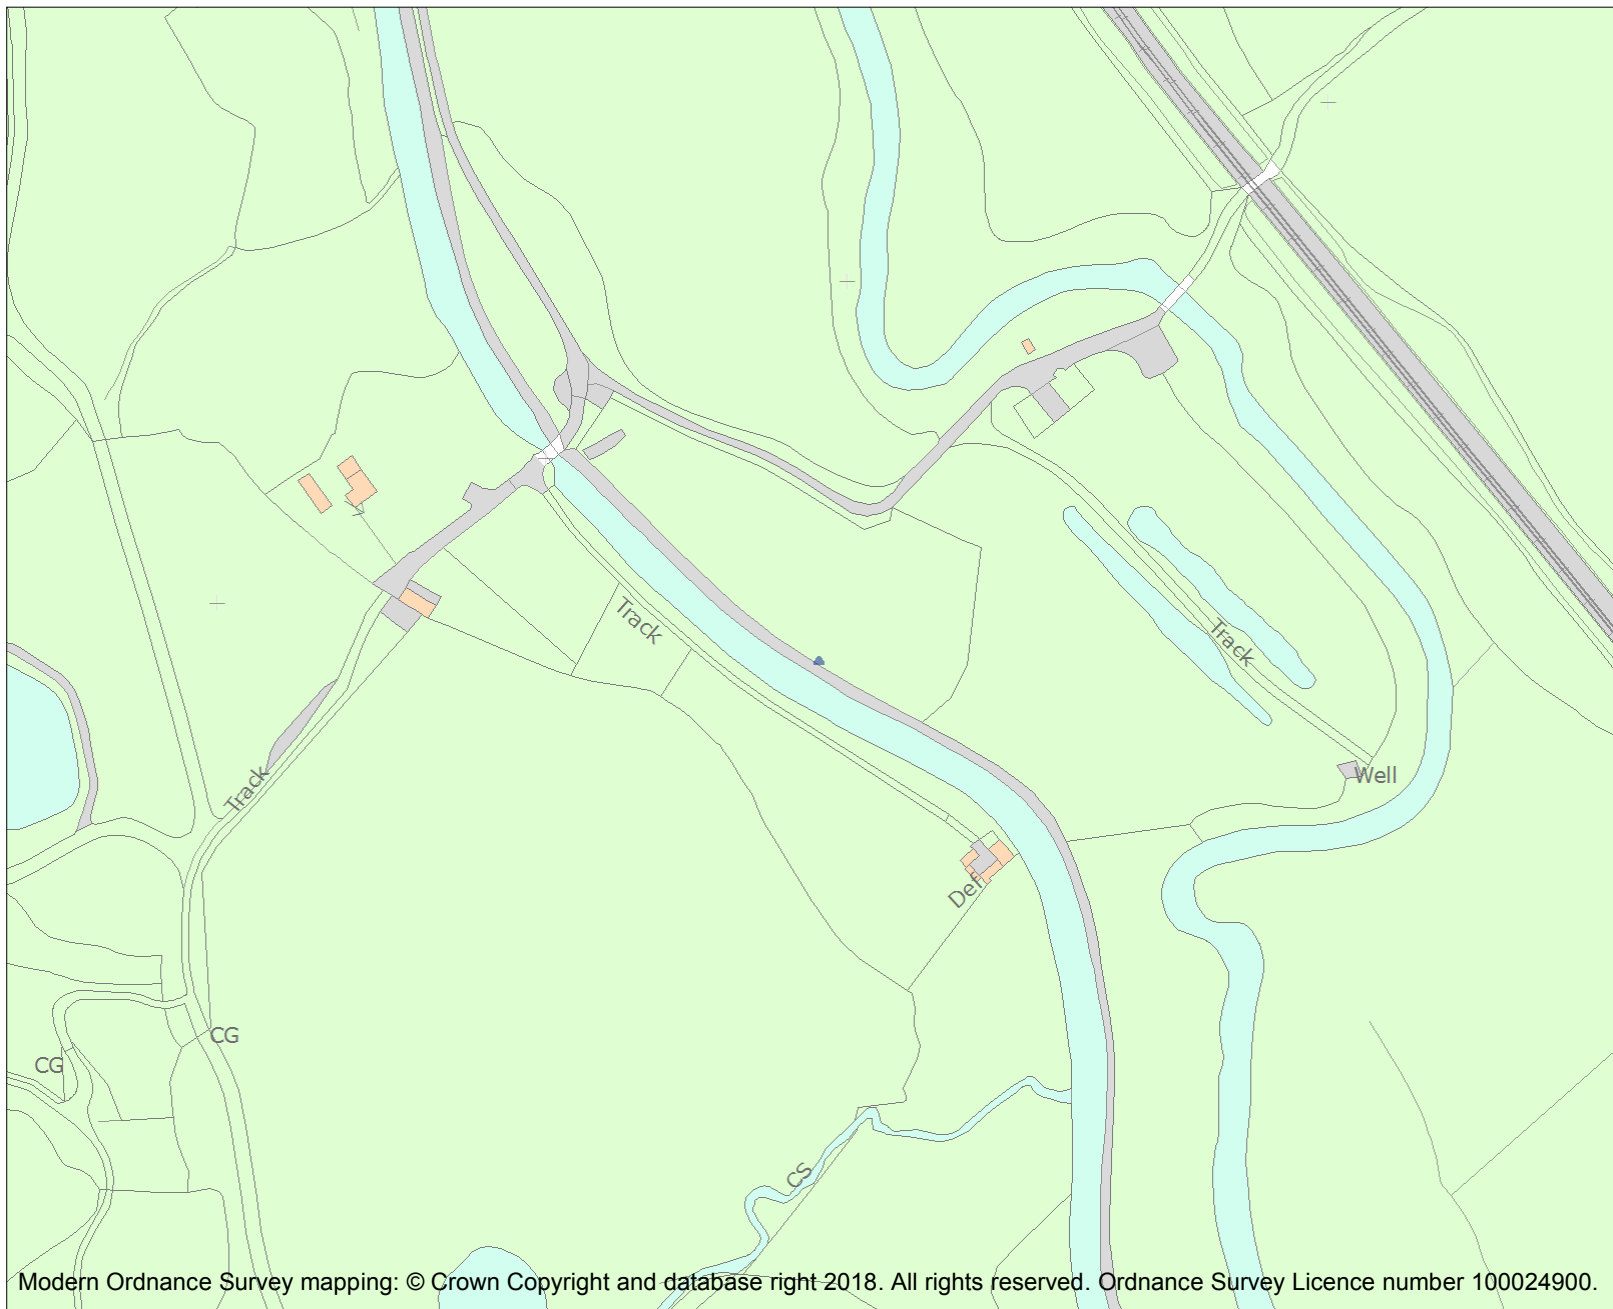 Track
Track
Track
Well
Def
CG
CG
CS
Modern Ordnance Survey mapping: © Crown Copyright and database right 2018. All rights reserved. Ordnance Survey Licence number 100024900.